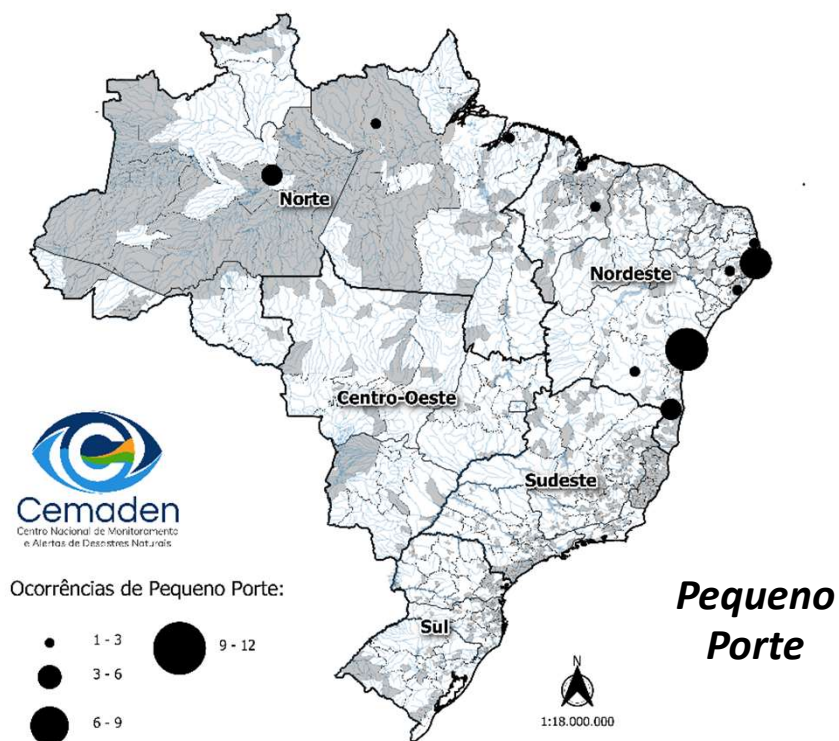 Norte
Nordeste
Centro-Oeste
Sudeste
Sul
Cemaden
Centro Nacional de Monitoramento
e Alertas de Desastres Naturais
Ocorrências de Pequeno Porte:
1 - 3
9 - 12
3 - 6
6 - 9
Pequeno
Porte
N
1:18.000.000